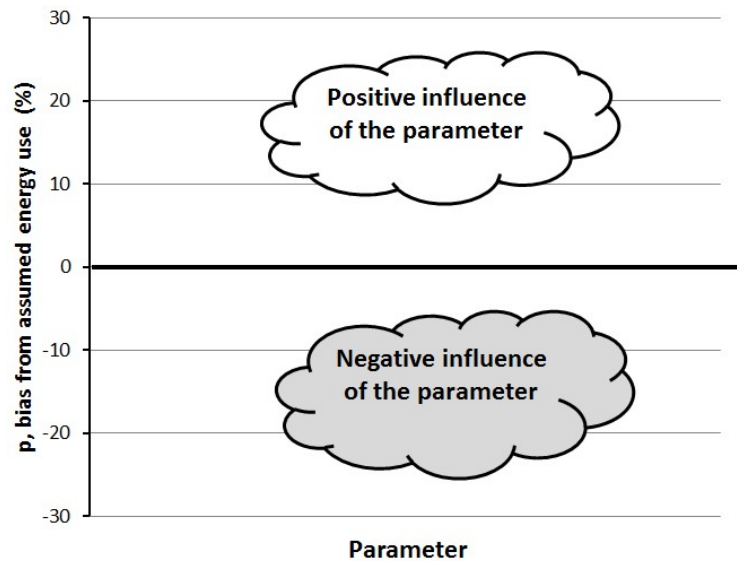 p, bias from assumed energy use (%)
30
20
10
0
-10
-20
-30
Positive influence
of the parameter
Negative influence
of the parameter
Parameter